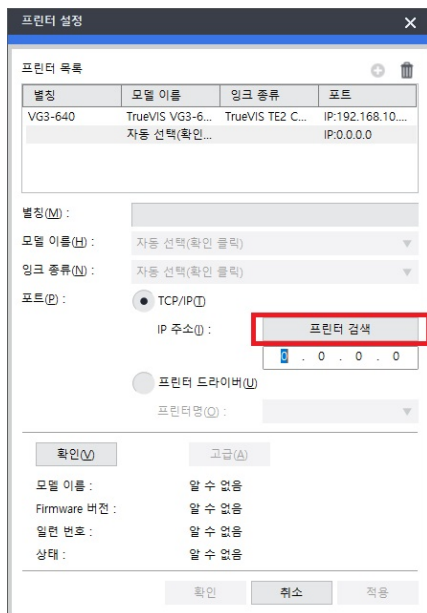 프린터 설정
프린터 목록
별칭 모델 이름 잉크 종류 포트
VG3-640 TrueVIS VG3-6... TrueVIS TE2 C... IP:192.168.10....
자동 선택(확인... IP:0.0.0.0
별칭(M) :
모델 이름(H) : 자동 선택(확인 클릭)
잉크 종류(N) : 자동 선택(확인 클릭)
포트(P) : TCP/IP(T)
IP 주소(I) : 프린터 검색
0 . 0 . 0 . 0
프린터 드라이버(U)
프린터명(O) :
확인(V) 고급(A)
모델 이름 : 알 수 없음
Firmware 버전 : 알 수 없음
일련 번호 : 알 수 없음
상태 : 알 수 없음
확인 취소 적용